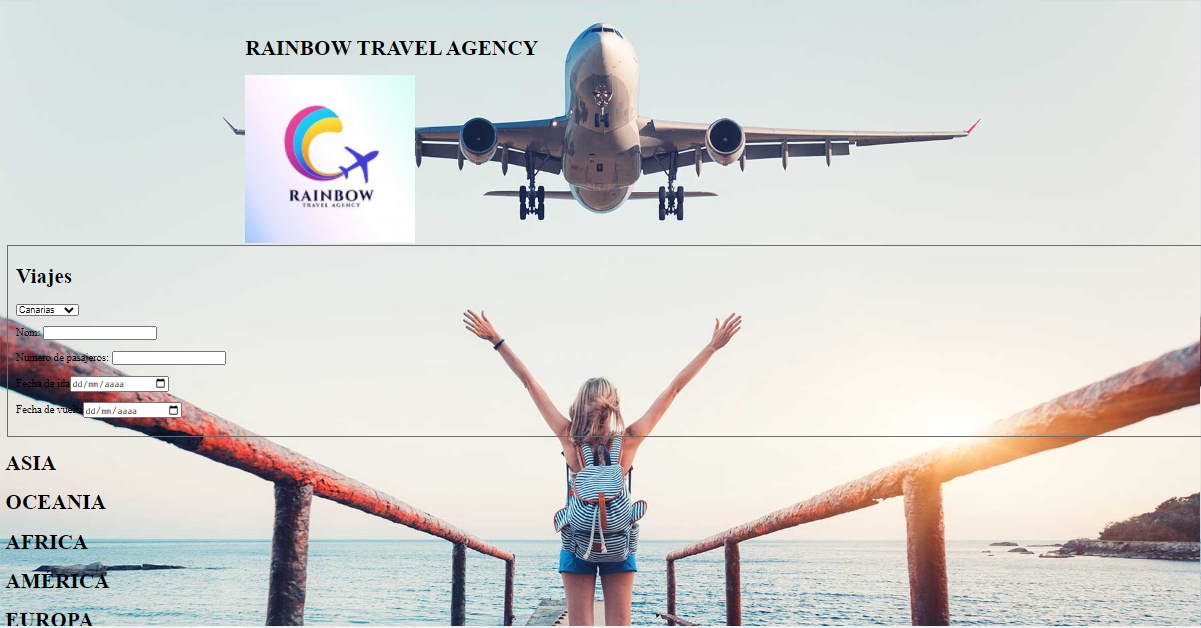 RAINBOW TRAVEL AGENCY
RAINBOW
TRAVEL AGENCY
Viajes
Canarias
Nom:
Numero de pasajeros:
Fecha de ida dd/mm/aaaa
Fecha de vuelta dd/mm/aaaa
ASIA
OCEANIA
AFRICA
AMÉRICA
EUROPA